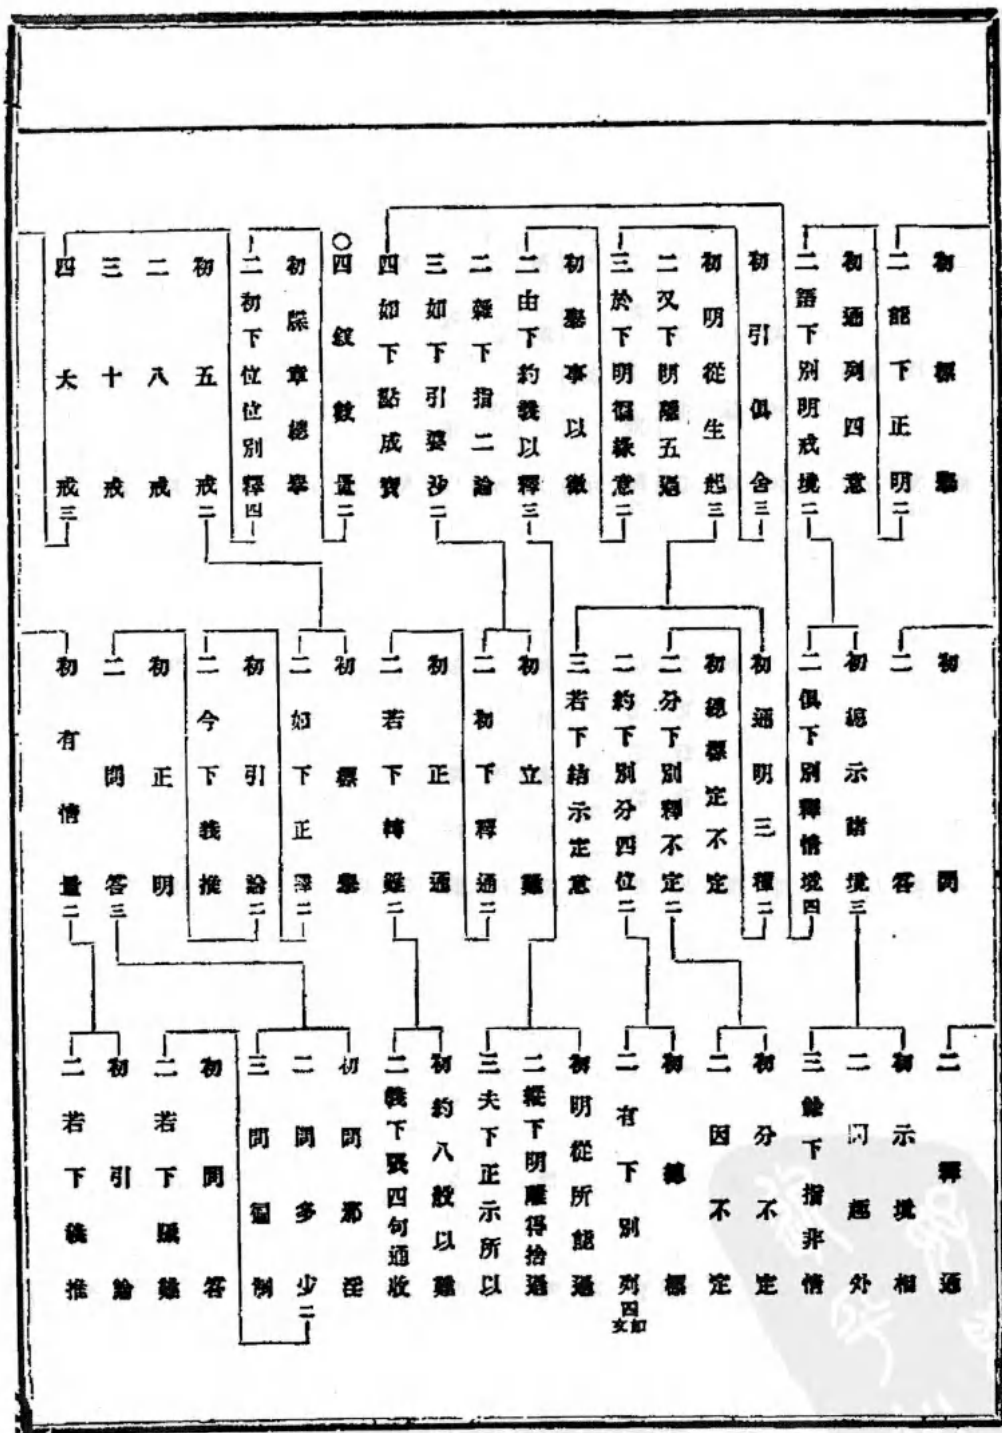 初標舉
二能下正明二
初通列四意
二語下別明戒境二
初引俱舍三
初明從生起三
二又下明離五過
三於下明徧緣意二
初舉事以徵
二由下約義以釋三
二雜下指二論
三如下引婆沙二
四如下點成實
○四敘數量二
初牒章總舉
二初下位位別釋四
初五戒二
二八戒
三十戒
四大戒三
初問
二答
初總示諸境三
二俱下別釋情境四
初通明三種二
初總標定不定
二分下別釋不定二
二約下別分四位二
三若下結示定意
初立難
二初下釋通二
初正通
二若下轉難二
初標舉
二如下正釋二
初引論二
二今下義推
初正明
二問答三
初有情量二
二釋通
初示境相
二問趣外
三餘下指非情
初分不定
二因不定
初總標
二有下別列四如文
初明從所能通
二縱下明離得捨過
三夫下正示所以
初約八戒以難
二幾下張四句通收
初問邪淫
二問多少二
三問徧制
初問答
二若下躡難
初引論
二若下義推